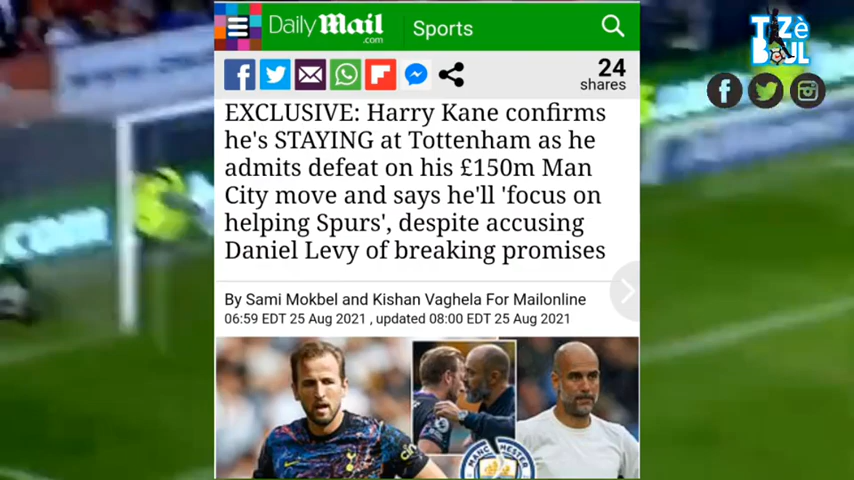 Daily Mail
.com
Sports
TiZè
BOUL
24
shares
EXCLUSIVE: Harry Kane confirms
he's STAYING at Tottenham as he
admits defeat on his £150m Man
City move and says he'll 'focus on
helping Spurs', despite accusing
Daniel Levy of breaking promises
By Sami Mokbel and Kishan Vaghela For Mailonline
06:59 EDT 25 Aug 2021 , updated 08:00 EDT 25 Aug 2021
MANCHESTER